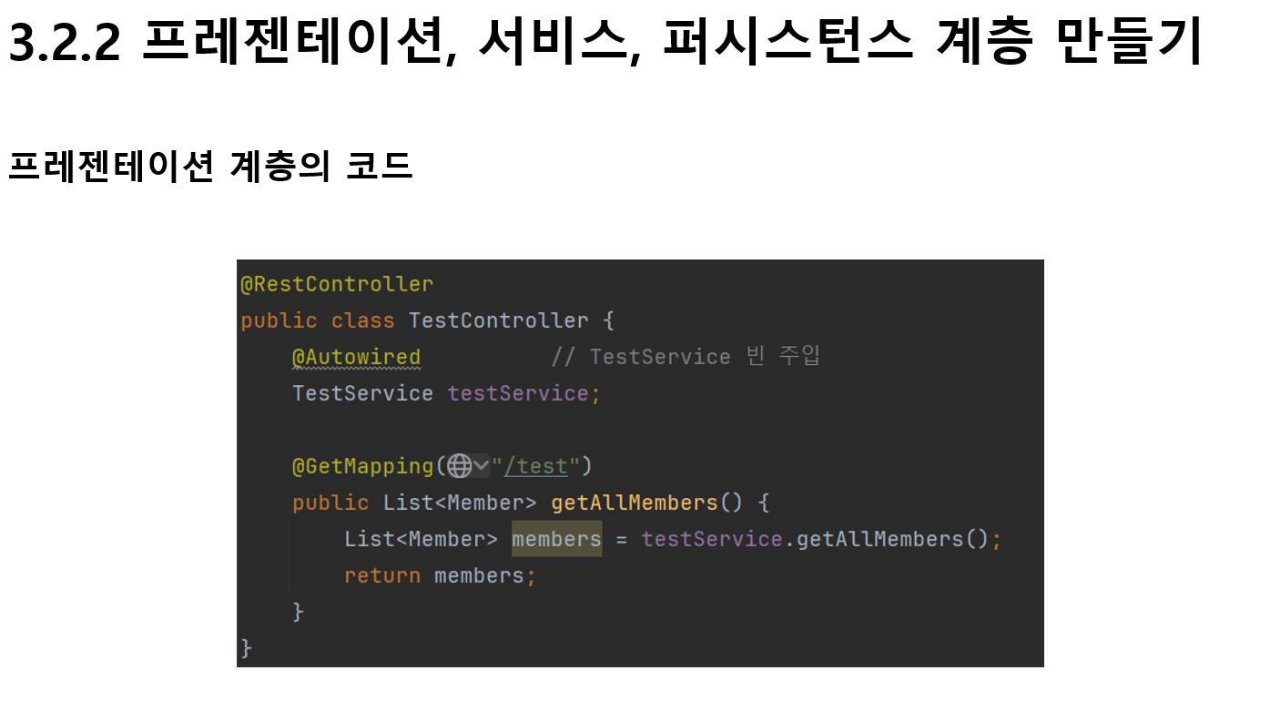 3.2.2 프레젠테이션, 서비스, 퍼시스턴스 계층 만들기
프레젠테이션 계층의 코드
@RestController
public class TestController {
@Autowired // TestService 빈 주입
TestService testService;
@GetMapping("/test")
public List<Member> getAllMembers() {
List<Member> members = testService.getAllMembers();
return members;
}
}